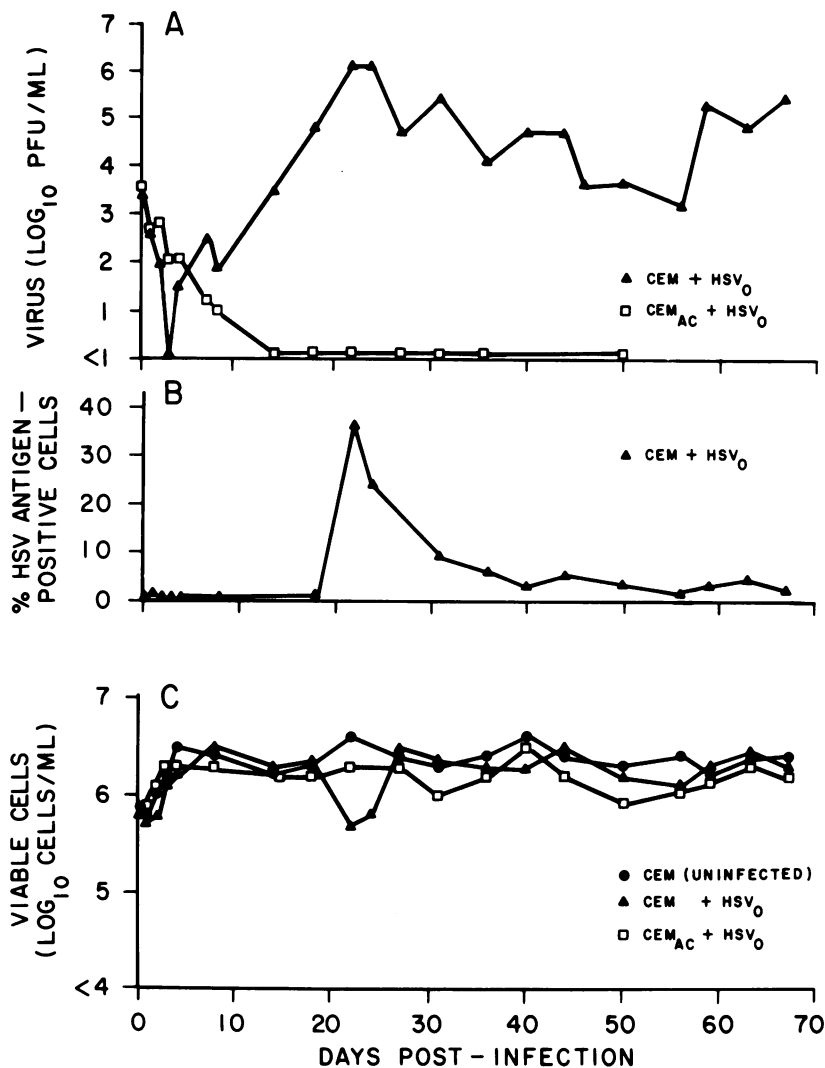 A
VIRUS (LOG10 PFU/ML)
7
6
5
4
3
2
1
<1
CEM + HSVO
CEMAC + HSVO
B
% HSV ANTIGEN—
POSITIVE CELLS
40
30
20
10
0
CEM + HSVO
C
VIABLE CELLS
(LOG10 CELLS/ML)
7
6
5
<4
CEM (UNINFECTED)
CEM + HSVO
CEMAC + HSVO
0 10 20 30 40 50 60 70
DAYS POST-INFECTION